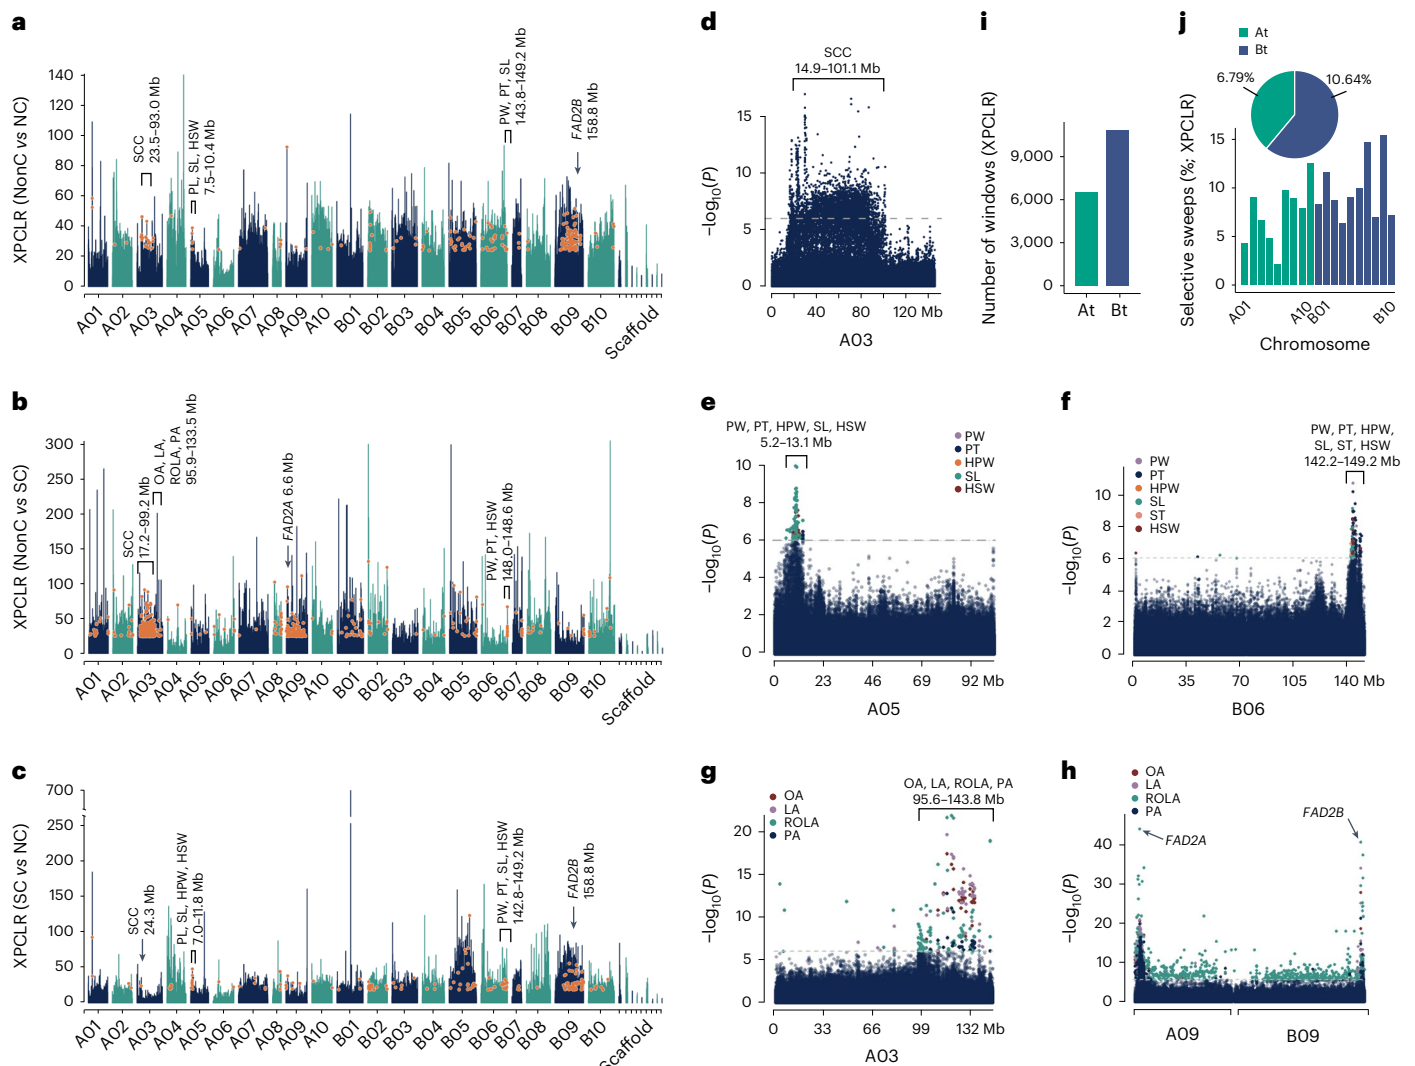 a
XPCLR (NonC vs NC)
140
120
100
80
60
40
20
0
SCC
23.5–93.0 Mb
PL, SL, HSW
7.5–10.4 Mb
PW, PT, SL
143.8–149.2 Mb
FAD2B
158.8 Mb
A01
A02
A03
A04
A05
A06
A07
A08
A09
A10
B01
B02
B03
B04
B05
B06
B07
B08
B09
B10
Scaffold
b
XPCLR (NonC vs SC)
300
250
200
150
100
50
0
SCC
17.2–99.2 Mb
OA, LA,
ROLA, PA
95.9–133.5 Mb
FAD2A 6.6 Mb
PW, PT, HSW
148.0–148.6 Mb
A01
A02
A03
A04
A05
A06
A07
A08
A09
A10
B01
B02
B03
B04
B05
B06
B07
B08
B09
B10
Scaffold
c
XPCLR (SC vs NC)
700
250
200
150
100
50
0
SCC
24.3 Mb
PL, SL, HPW, HSW
7.0–11.8 Mb
PW, PT, SL, HSW
142.8–149.2 Mb
FAD2B
158.8 Mb
A01
A02
A03
A04
A05
A06
A07
A08
A09
A10
B01
B02
B03
B04
B05
B06
B07
B08
B09
B10
Scaffold
d
SCC
14.9–101.1 Mb
−log10(P)
15
10
5
0
0
40
80
120 Mb
A03
e
PW, PT, HPW, SL, HSW
5.2–13.1 Mb
PW
PT
HPW
SL
HSW
−log10(P)
10
8
6
4
2
0
0
23
46
69
92 Mb
A05
f
PW, PT, HPW,
SL, ST, HSW
142.2–149.2 Mb
PW
PT
HPW
SL
ST
HSW
−log10(P)
10
8
6
4
2
0
0
35
70
105
140 Mb
B06
g
OA, LA, ROLA, PA
95.6–143.8 Mb
OA
LA
ROLA
PA
−log10(P)
20
15
10
5
0
0
33
66
99
132 Mb
A03
h
OA
LA
ROLA
PA
FAD2A
FAD2B
−log10(P)
40
30
20
10
0
A09
B09
i
Number of windows (XPCLR)
9,000
6,000
3,000
0
At
Bt
j
At
Bt
6.79%
10.64%
Selective sweeps (%; XPCLR)
15
10
5
0
A01
A10
B01
B10
Chromosome